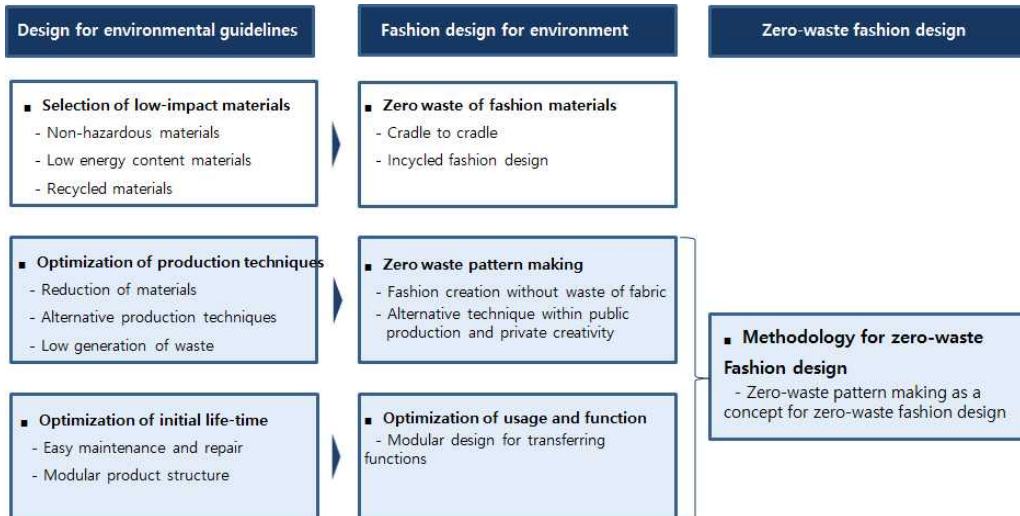 Design for environmental guidelines
Fashion design for environment
Zero-waste fashion design
■ Selection of low-impact materials
- Non-hazardous materials
- Low energy content materials
- Recycled materials
■ Zero waste of fashion materials
- Cradle to cradle
- Incycled fashion design
■ Optimization of production techniques
- Reduction of materials
- Alternative production techniques
- Low generation of waste
■ Zero waste pattern making
- Fashion creation without waste of fabric
- Alternative technique within public
production and private creativity
■ Methodology for zero-waste
Fashion design
- Zero-waste pattern making as a
concept for zero-waste fashion design
■ Optimization of initial life-time
- Easy maintenance and repair
- Modular product structure
■ Optimization of usage and function
- Modular design for transferring
functions